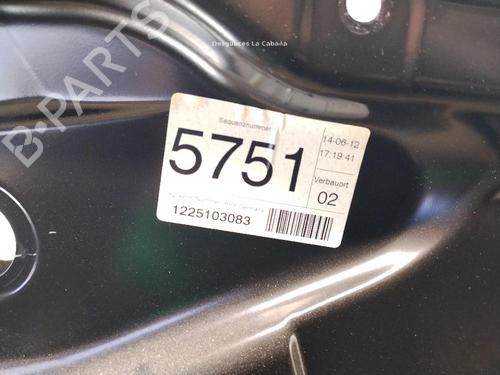 Desguaces La Cabaña
B-PARTS
Sequenznummer
5751
14-06-12
17:19:41
Verbauort
02
1225103083